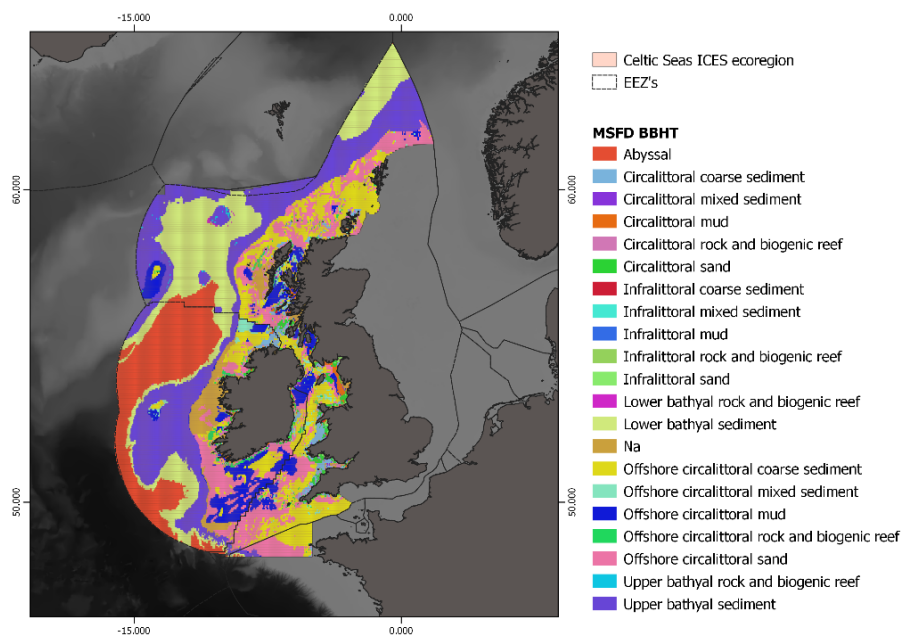 -15.000
0.000
60.000
60.000
50.000
50.000
-15.000
0.000
Celtic Seas ICES ecoregion
EEZ's
MSFD BBHT
Abyssal
Circalittoral coarse sediment
Circalittoral mixed sediment
Circalittoral mud
Circalittoral rock and biogenic reef
Circalittoral sand
Infralittoral coarse sediment
Infralittoral mixed sediment
Infralittoral mud
Infralittoral rock and biogenic reef
Infralittoral sand
Lower bathyal rock and biogenic reef
Lower bathyal sediment
Na
Offshore circalittoral coarse sediment
Offshore circalittoral mixed sediment
Offshore circalittoral mud
Offshore circalittoral rock and biogenic reef
Offshore circalittoral sand
Upper bathyal rock and biogenic reef
Upper bathyal sediment